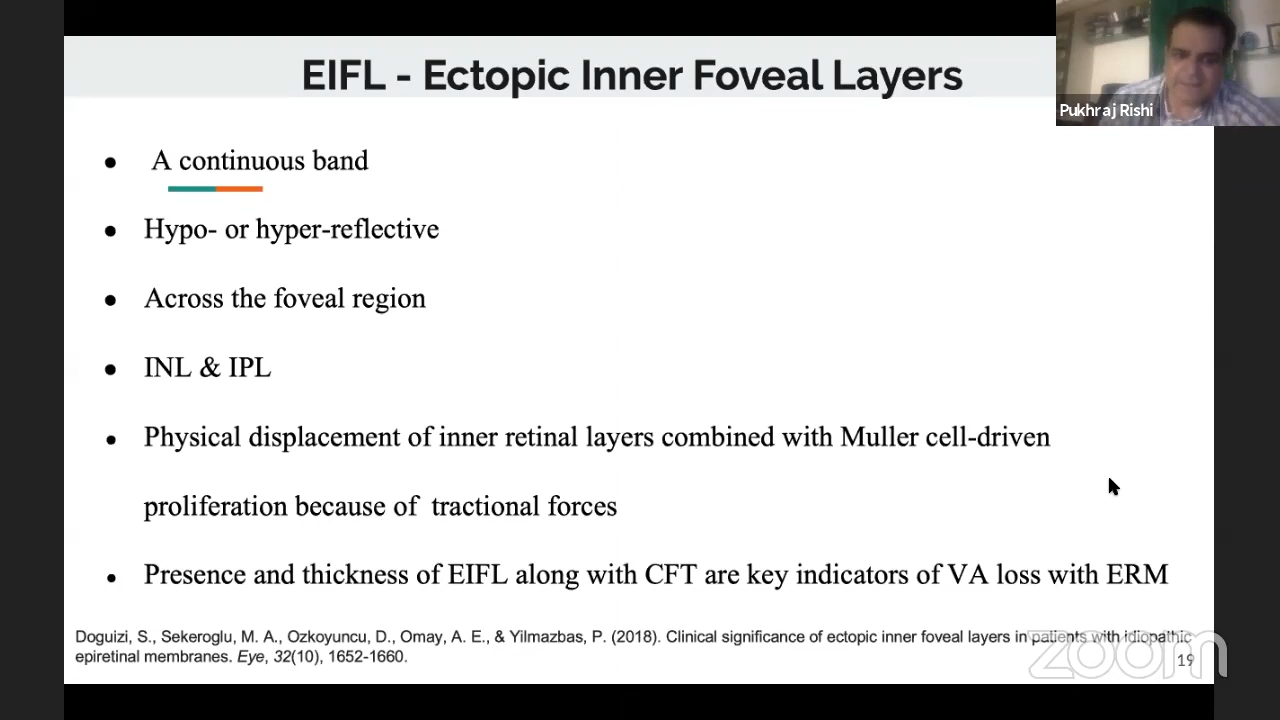 EIFL - Ectopic Inner Foveal Layers
Pukhraj Rishi
● A continuous band
● Hypo- or hyper-reflective
● Across the foveal region
● INL & IPL
● Physical displacement of inner retinal layers combined with Muller cell-driven
proliferation because of tractional forces
● Presence and thickness of EIFL along with CFT are key indicators of VA loss with ERM
Doguizi, S., Sekeroglu, M. A., Ozkoyuncu, D., Omay, A. E., & Yilmazbas, P. (2018). Clinical significance of ectopic inner foveal layers in patients with idiopathic
epiretinal membranes. Eye, 32(10), 1652-1660.
zoom
19